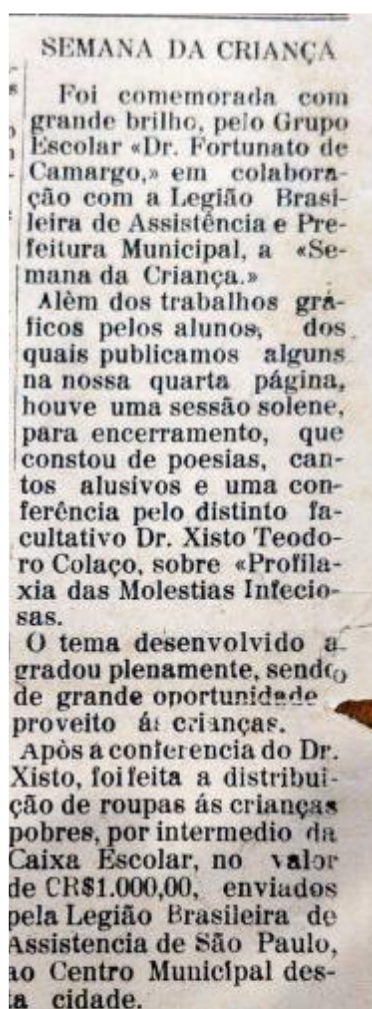 SEMANA DA CRIANÇA
Foi comemorada com
grande brilho, pelo Grupo
Escolar «Dr. Fortunato de
Camargo,» em colabora-
ção com a Legião Brasi-
leira de Assistência e Pre-
feitura Municipal, a «Se-
mana da Criança.»
Alèm dos trabalhos grá-
ficos pelos alunos, dos
quais publicamos alguns
na nossa quarta página,
houve uma sessão solene,
para encerramento, que
constou de poesias, can-
tos alusivos e uma con-
ferência pelo distinto fa-
cultativo Dr. Xisto Teodo-
ro Colaço, sobre «Profila-
xia das Molestias Infecio-
sas.
O tema desenvolvido a-
gradou plenamente, sendo
de grande oportunidade
proveito ás crianças.
Após a conferencia do Dr.
Xisto, foi feita a distribui-
ção de roupas ás crianças
pobres, por intermedio da
Caixa Escolar, no valor
de CR$1.000,00, enviados
pela Legião Brasileira de
Assistencia de São Paulo,
ao Centro Municipal des-
ta cidade.